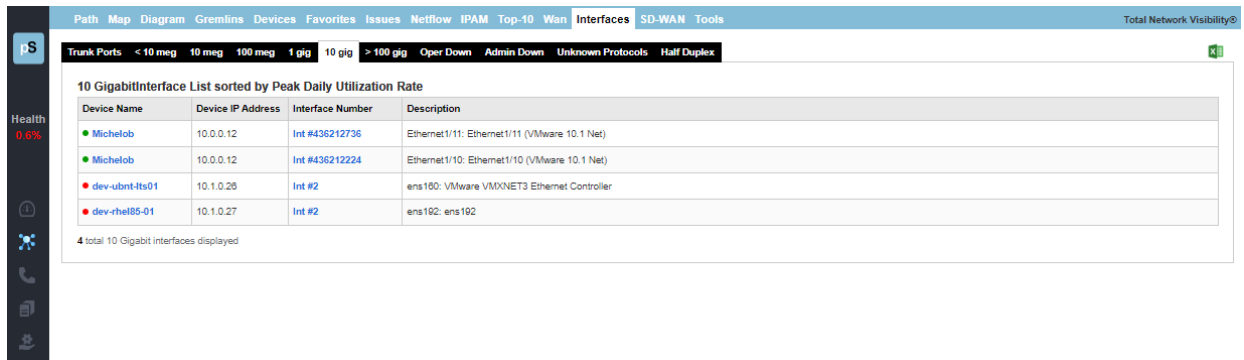 Path Map Diagram Gremlins Devices Favorites Issues Netflow IPAM Top-10 Wan Interfaces SD-WAN Tools Total Network Visibility®
pS
Trunk Ports < 10 meg 10 meg 100 meg 1 gig 10 gig > 100 gig Oper Down Admin Down Unknown Protocols Half Duplex
10 GigabitInterface List sorted by Peak Daily Utilization Rate
Device Name Device IP Address Interface Number Description
Health
0.6%
Michelob 10.0.0.12 Int #436212736 Ethernet1/11: Ethernet1/11 (VMware 10.1 Net)
Michelob 10.0.0.12 Int #436212224 Ethernet1/10: Ethernet1/10 (VMware 10.1 Net)
dev-ubnt-lts01 10.1.0.26 Int #2 ens160: VMware VMXNET3 Ethernet Controller
dev-rhel85-01 10.1.0.27 Int #2 ens192: ens192
4 total 10 Gigabit interfaces displayed